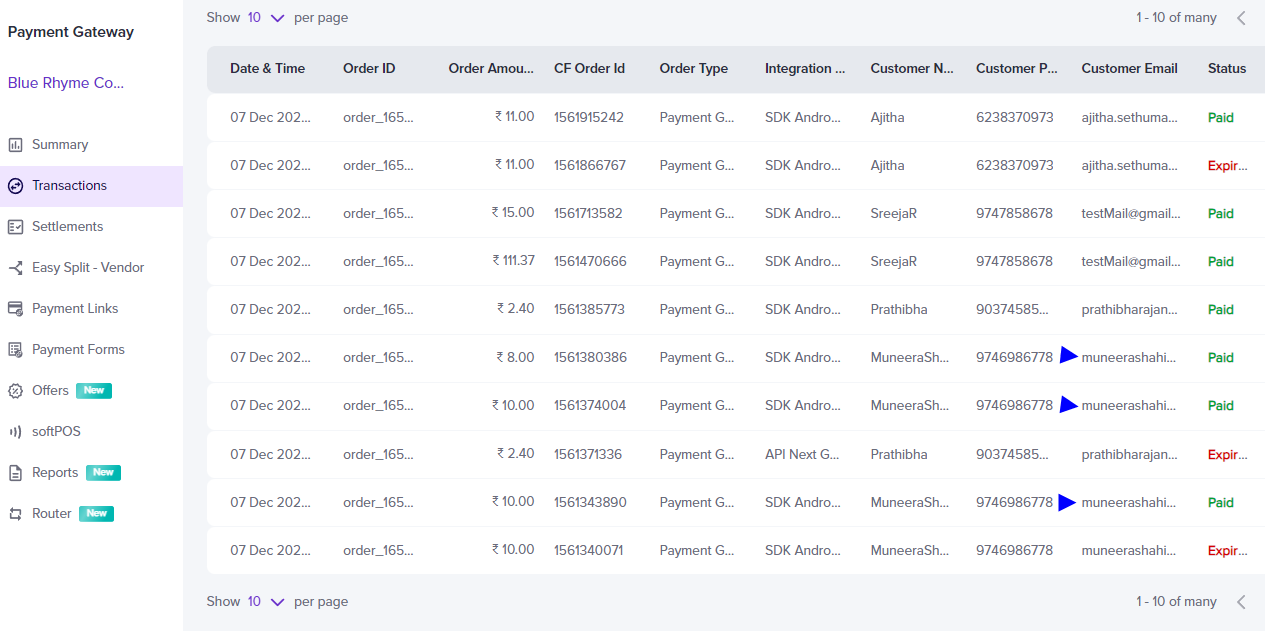 Payment Gateway
Blue Rhyme Co...
Summary
Transactions
Settlements
Easy Split - Vendor
Payment Links
Payment Forms
Offers New
softPOS
Reports New
Router New
Show 10 per page 1 - 10 of many
Date & Time Order ID Order Amou... CF Order Id Order Type Integration ... Customer N... Customer P... Customer Email Status
07 Dec 202... order_165... ₹ 11.00 1561915242 Payment G... SDK Andro... Ajitha 6238370973 ajitha.sethuma... Paid
07 Dec 202... order_165... ₹ 11.00 1561866767 Payment G... SDK Andro... Ajitha 6238370973 ajitha.sethuma... Expir...
07 Dec 202... order_165... ₹ 15.00 1561713582 Payment G... SDK Andro... SreejaR 9747858678 testMail@gmail... Paid
07 Dec 202... order_165... ₹ 111.37 1561470666 Payment G... SDK Andro... SreejaR 9747858678 testMail@gmail... Paid
07 Dec 202... order_165... ₹ 2.40 1561385773 Payment G... SDK Andro... Prathibha 90374585... prathibharajan... Paid
07 Dec 202... order_165... ₹ 8.00 1561380386 Payment G... SDK Andro... MuneeraSh... 9746986778 muneerashahi... Paid
07 Dec 202... order_165... ₹ 10.00 1561374004 Payment G... SDK Andro... MuneeraSh... 9746986778 muneerashahi... Paid
07 Dec 202... order_165... ₹ 2.40 1561371336 Payment G... API Next G... Prathibha 90374585... prathibharajan... Expir...
07 Dec 202... order_165... ₹ 10.00 1561343890 Payment G... SDK Andro... MuneeraSh... 9746986778 muneerashahi... Paid
07 Dec 202... order_165... ₹ 10.00 1561340071 Payment G... SDK Andro... MuneeraSh... 9746986778 muneerashahi... Expir...
Show 10 per page 1 - 10 of many